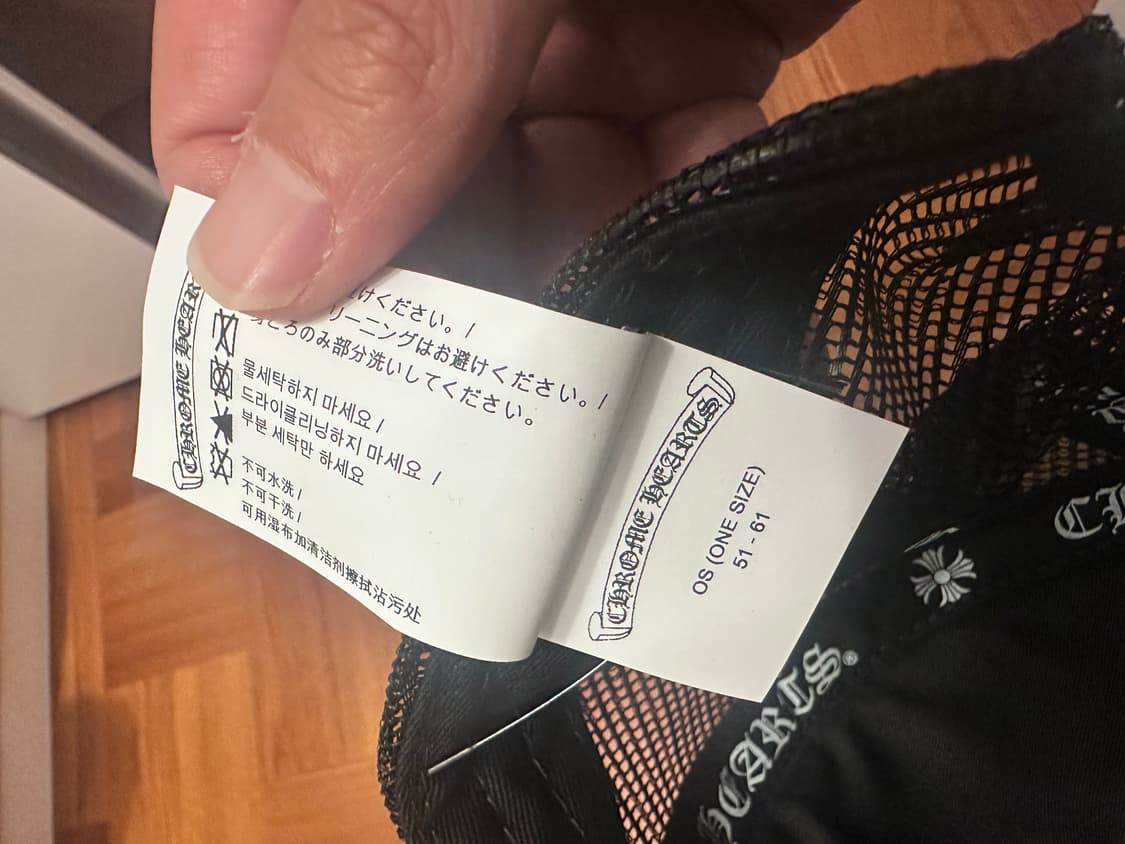 CHROME HEAR
けください。/
リーニングはお避けください。/
ころのみ部分洗いしてください。
물세탁하지 마세요 /
드라이클리닝하지 마세요 /
부분 세탁만 하세요
不可水洗 /
不可干洗 /
可用湿布加清洁剂擦拭沾污处
CHROME HEARTS
OS (ONE SIZE)
51 - 61
HEARTS®
CH